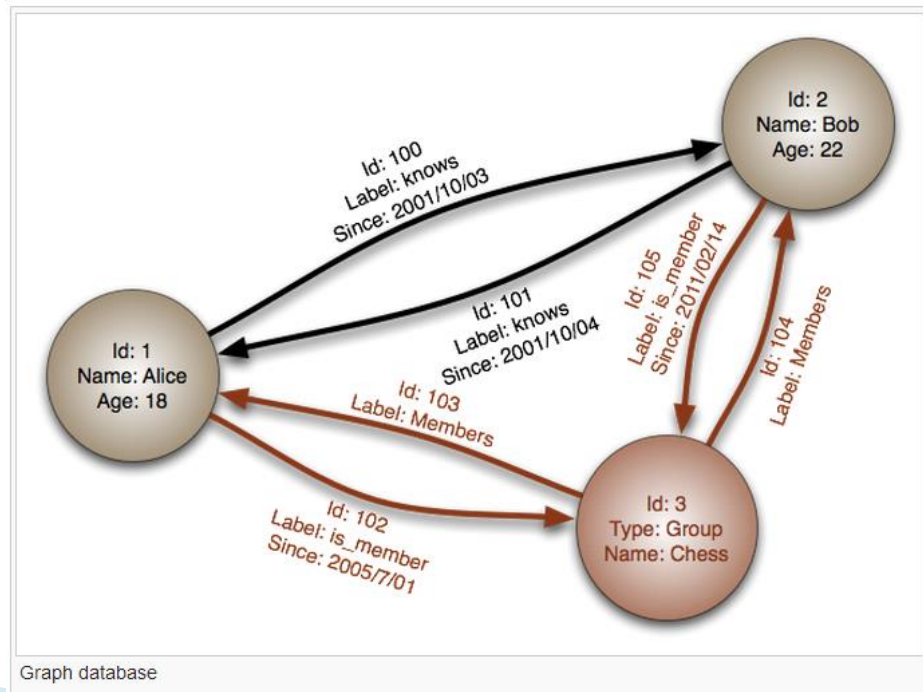 Id: 2
Name: Bob
Age: 22
Id: 100
Label: knows
Since: 2001/10/03
Id: 101
Label: knows
Since: 2001/10/04
Id: 105
Label: is_member
Since: 2011/02/14
Id: 104
Label: Members
Id: 1
Name: Alice
Age: 18
Id: 103
Label: Members
Id: 102
Label: is_member
Since: 2005/7/01
Id: 3
Type: Group
Name: Chess
Graph database